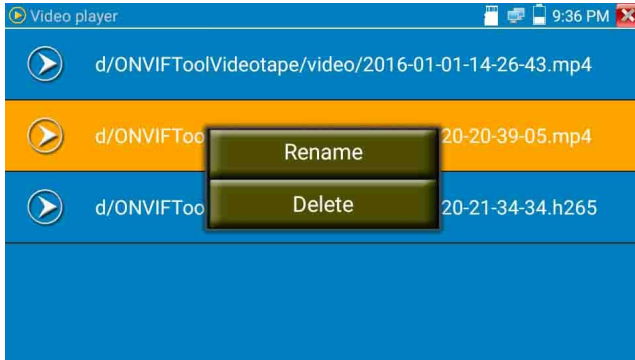 Video player 9:36 PM
d/ONVIFToolVideotape/video/2016-01-01-14-26-43.mp4
d/ONVIFToo 20-20-39-05.mp4
Rename
Delete
d/ONVIFToo 20-21-34-34.h265